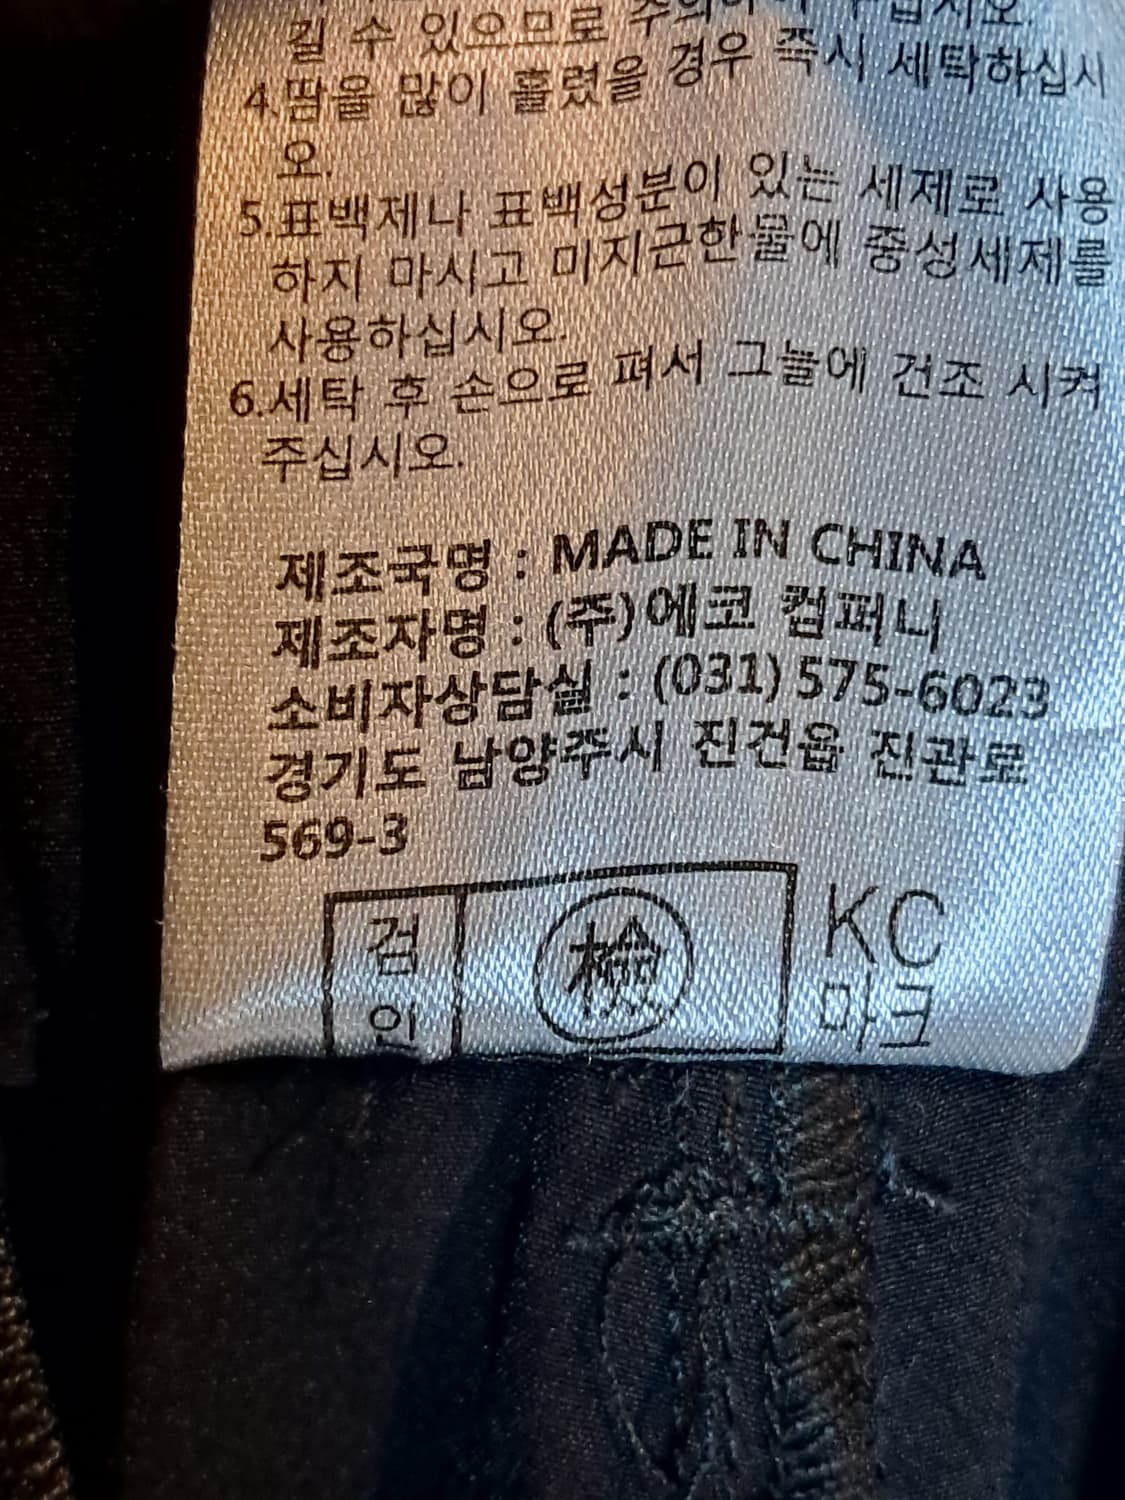 길 수 있으므로 주의하여 주십시오.
4.땀을 많이 흘렸을 경우 즉시 세탁하십시
오.
5.표백제나 표백성분이 있는 세제로 사용
하지 마시고 미지근한물에 중성세제를
사용하십시오.
6.세탁 후 손으로 펴서 그늘에 건조 시켜
주십시오.
제조국명 : MADE IN CHINA
제조자명 : (주)에코 컴퍼니
소비자상담실 : (031) 575-6023
경기도 남양주시 진건읍 진관로
569-3
검 檢 KC
인 마크